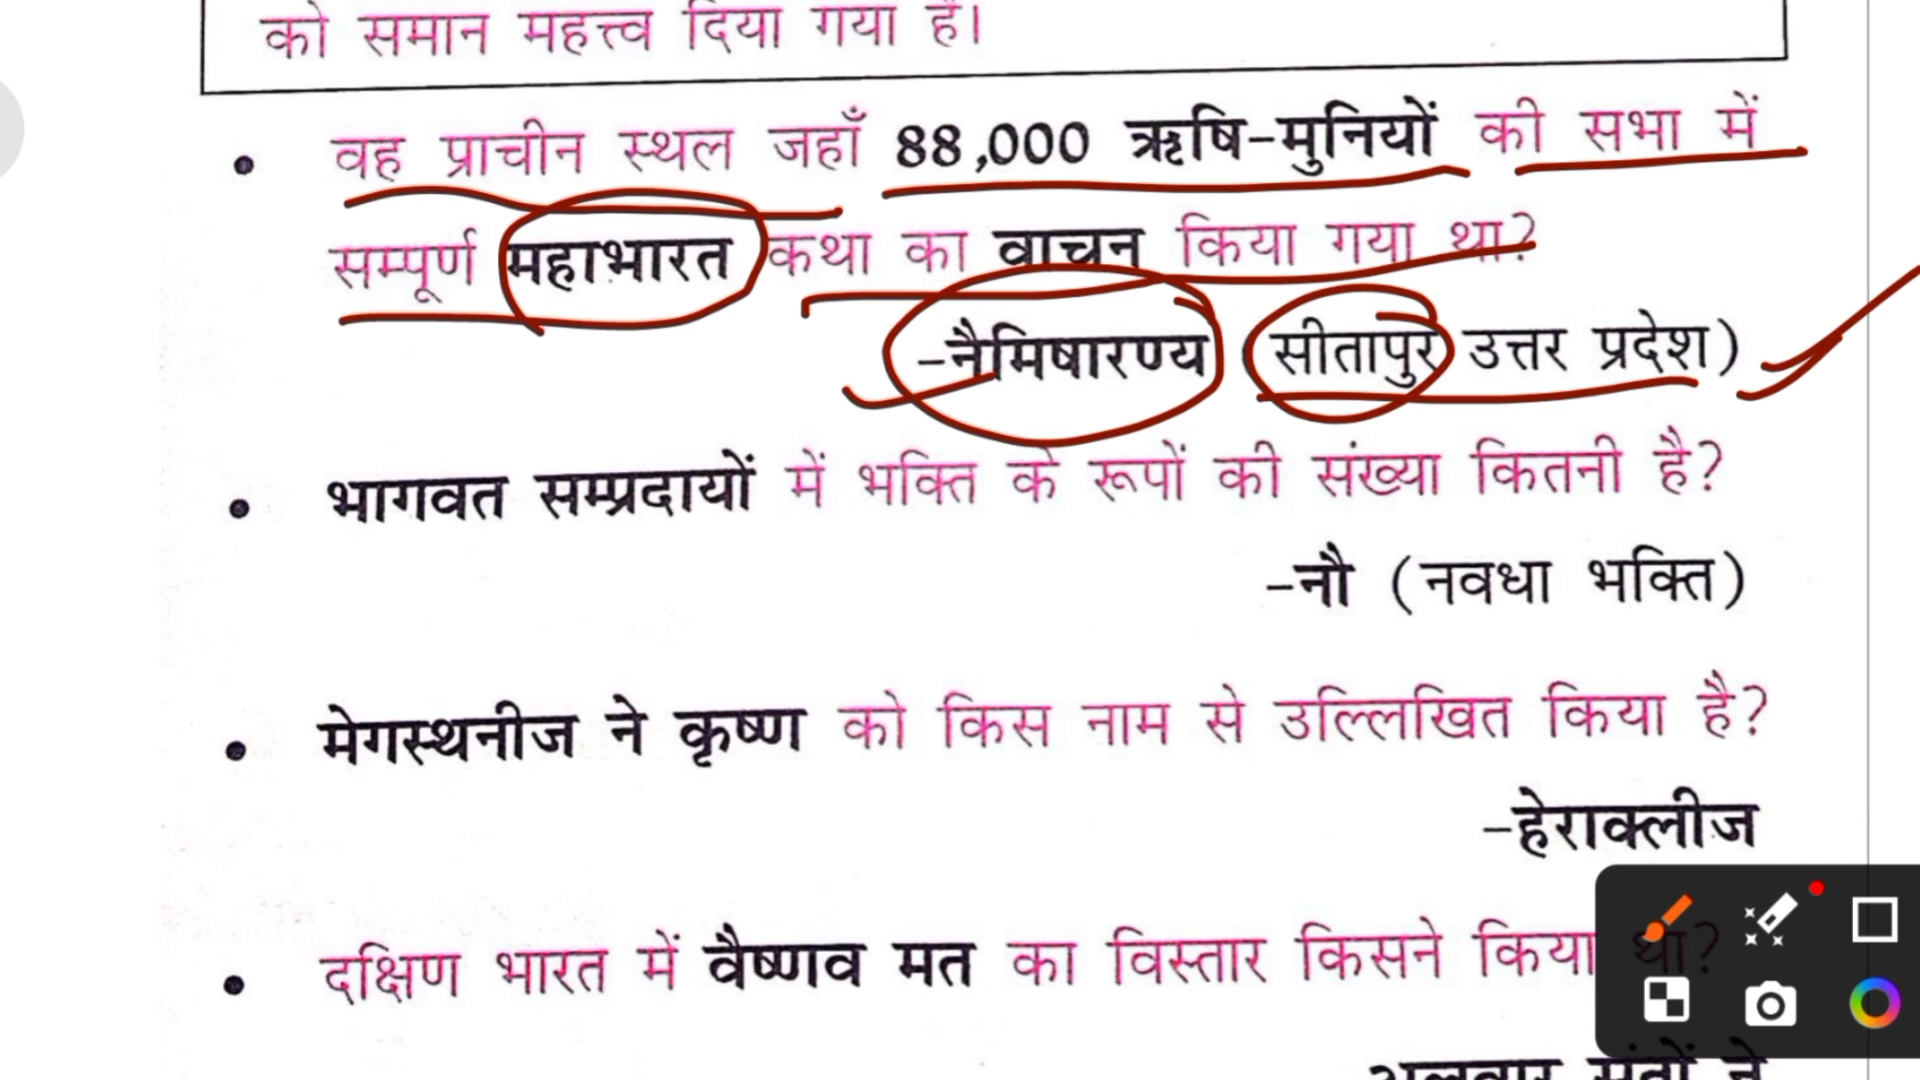 को समान महत्त्व दिया गया है।
• वह प्राचीन स्थल जहाँ 88,000 ऋषि-मुनियों की सभा में
सम्पूर्ण महाभारत कथा का वाचन किया गया था?
-नैमिषारण्य (सीतापुर उत्तर प्रदेश)
• भागवत सम्प्रदायों में भक्ति के रूपों की संख्या कितनी है?
-नौ (नवधा भक्ति)
• मेगस्थनीज ने कृष्ण को किस नाम से उल्लिखित किया है?
-हेराक्लीज
• दक्षिण भारत में वैष्णव मत का विस्तार किसने किया था?
-अलवार संतों ने